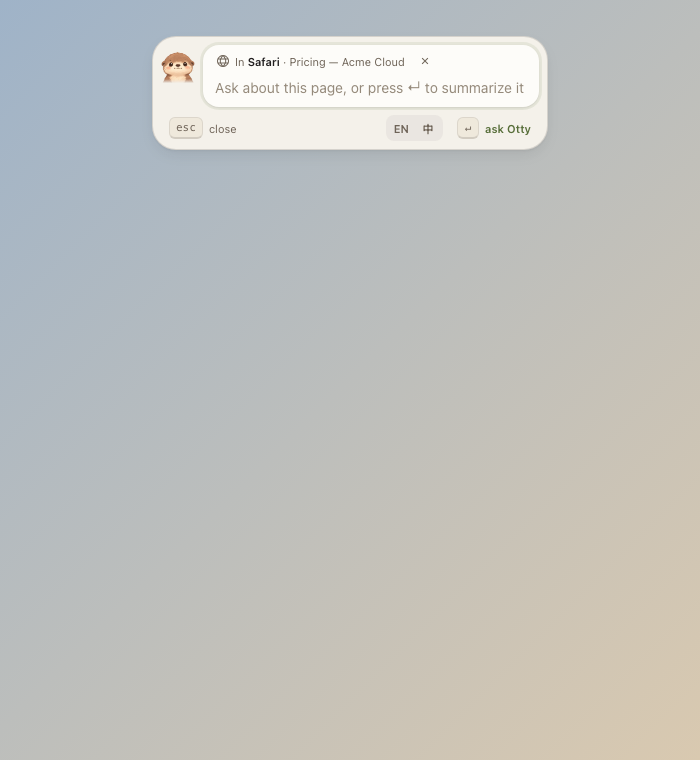 In Safari · Pricing — Acme Cloud ×
Ask about this page, or press ↵ to summarize it
esc close EN 中 ↵ ask Otty